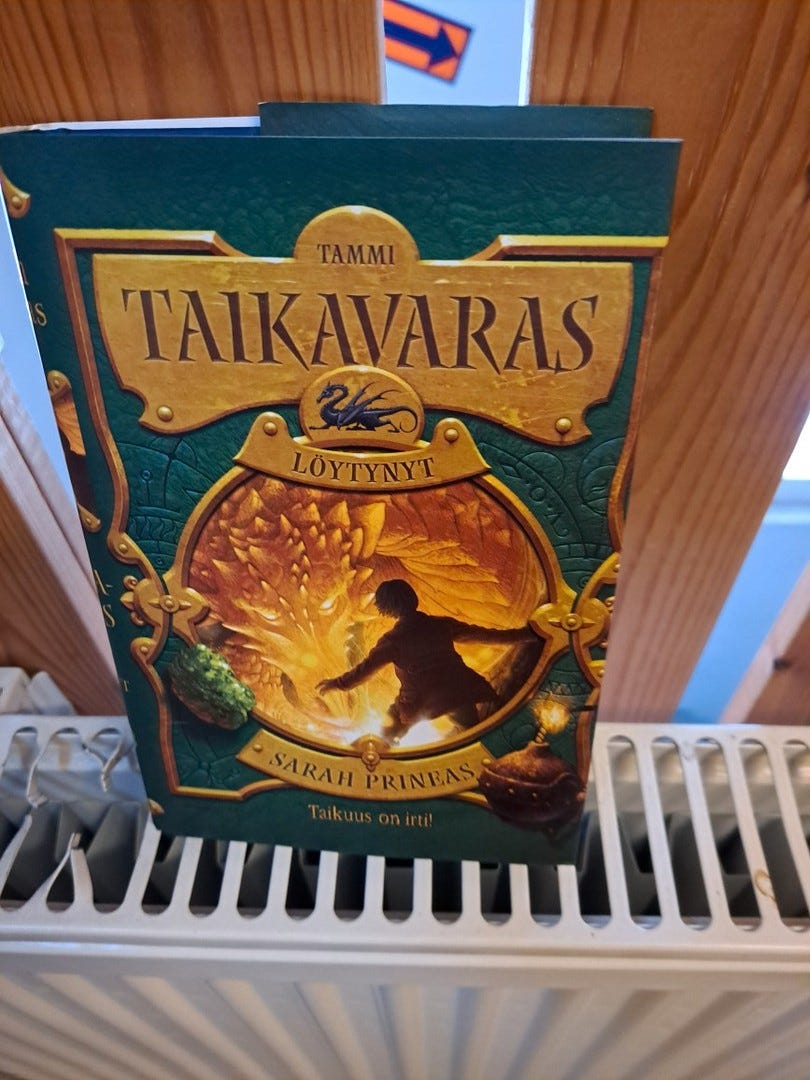 TAMMI
TAIKAVARAS
LÖYTYNYT
SARAH PRINEAS
Taikuus on irti!